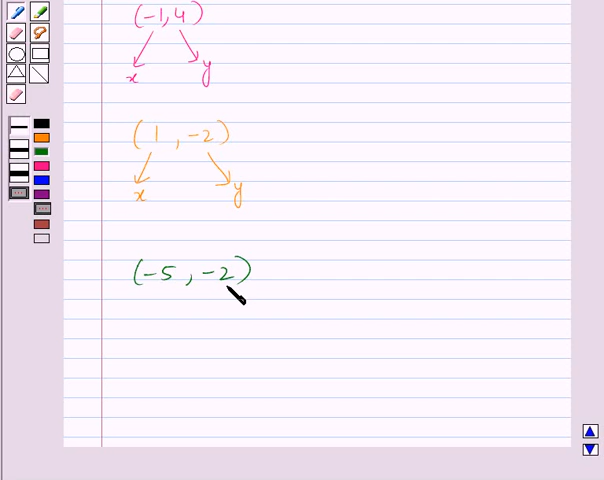 (-1,4)
x y
(1,-2)
x y
(-5,-2)